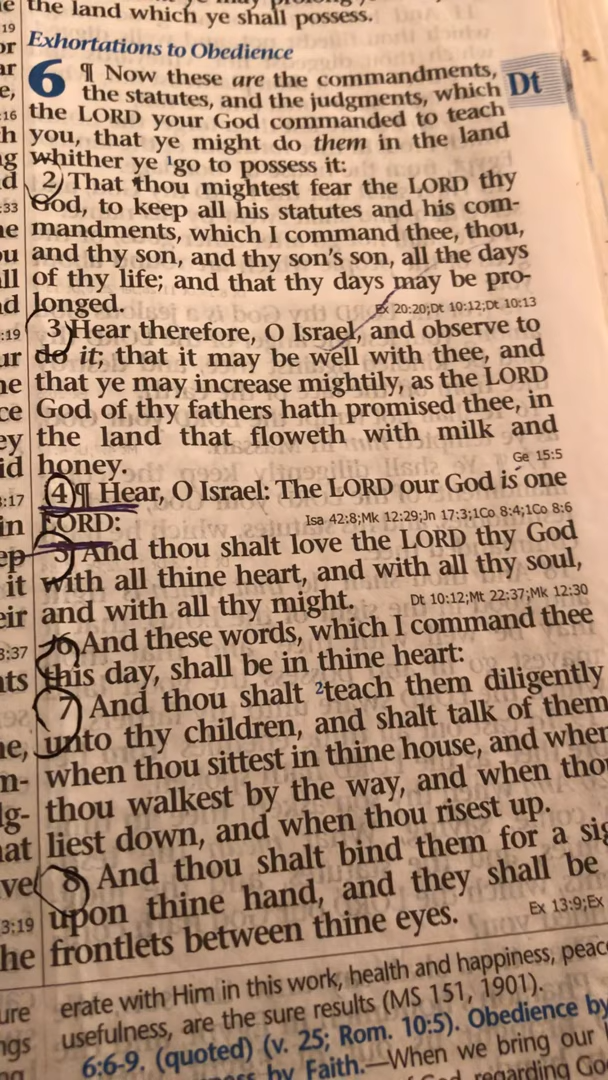 the land which ye shall possess.
Exhortations to Obedience
Dt
6 ¶ Now these are the commandments,
the statutes, and the judgments, which
the LORD your God commanded to teach
you, that ye might do them in the land
whither ye ¹go to possess it:
2 That thou mightest fear the LORD thy
God, to keep all his statutes and his com-
mandments, which I command thee, thou,
and thy son, and thy son's son, all the days
of thy life; and that thy days may be pro-
longed.
Ex 20:20;Dt 10:12;Dt 10:13
3 Hear therefore, O Israel, and observe to
do it; that it may be well with thee, and
that ye may increase mightily, as the LORD
God of thy fathers hath promised thee, in
the land that floweth with milk and
honey.
Ge 15:5
4 ¶ Hear, O Israel: The LORD our God is one
LORD:
Isa 42:8;Mk 12:29;Jn 17:3;1Co 8:4;1Co 8:6
5 And thou shalt love the LORD thy God
with all thine heart, and with all thy soul,
and with all thy might.
Dt 10:12;Mt 22:37;Mk 12:30
6 And these words, which I command thee
this day, shall be in thine heart:
7 And thou shalt ²teach them diligently
unto thy children, and shalt talk of them
when thou sittest in thine house, and when
thou walkest by the way, and when thou
liest down, and when thou risest up.
8 And thou shalt bind them for a sig
upon thine hand, and they shall be
frontlets between thine eyes.
Ex 13:9;Ex
erate with Him in this work, health and happiness, peace
usefulness, are the sure results (MS 151, 1901).
6:6-9. (quoted) (v. 25; Rom. 10:5). Obedience by
by Faith.—When we bring our
regarding